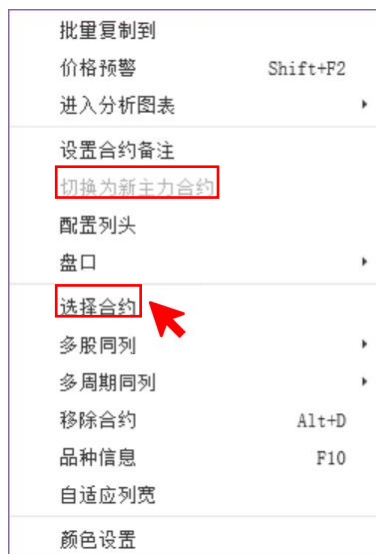 批量复制到
价格预警 Shift+F2
进入分析图表
设置合约备注
切换为新主力合约
配置列头
盘口
选择合约
多股同列
多周期同列
移除合约 Alt+D
品种信息 F10
自适应列宽
颜色设置